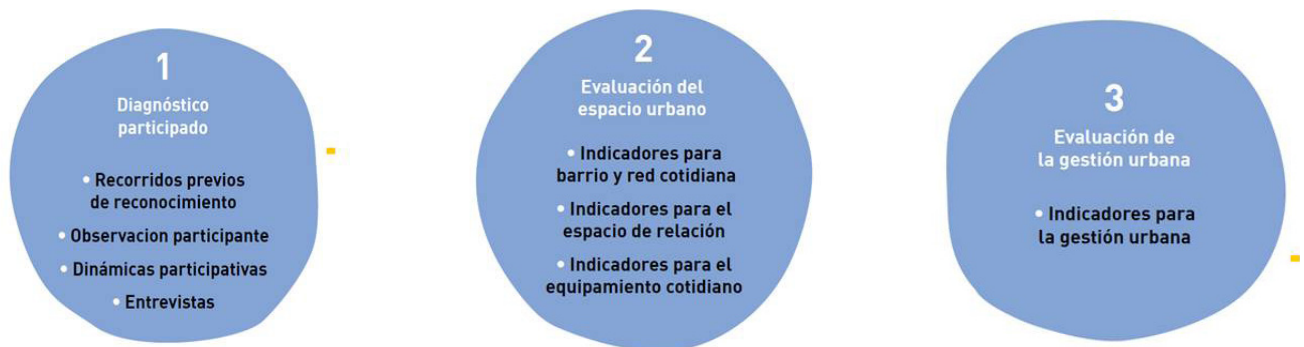 1
Diagnóstico
participado
• Recorridos previos
de reconocimiento
• Observacion participante
• Dinámicas participativas
• Entrevistas
2
Evaluación del
espacio urbano
• Indicadores para
barrio y red cotidiana
• Indicadores para el
espacio de relación
• Indicadores para el
equipamiento cotidiano
3
Evaluación de
la gestión urbana
• Indicadores para
la gestión urbana